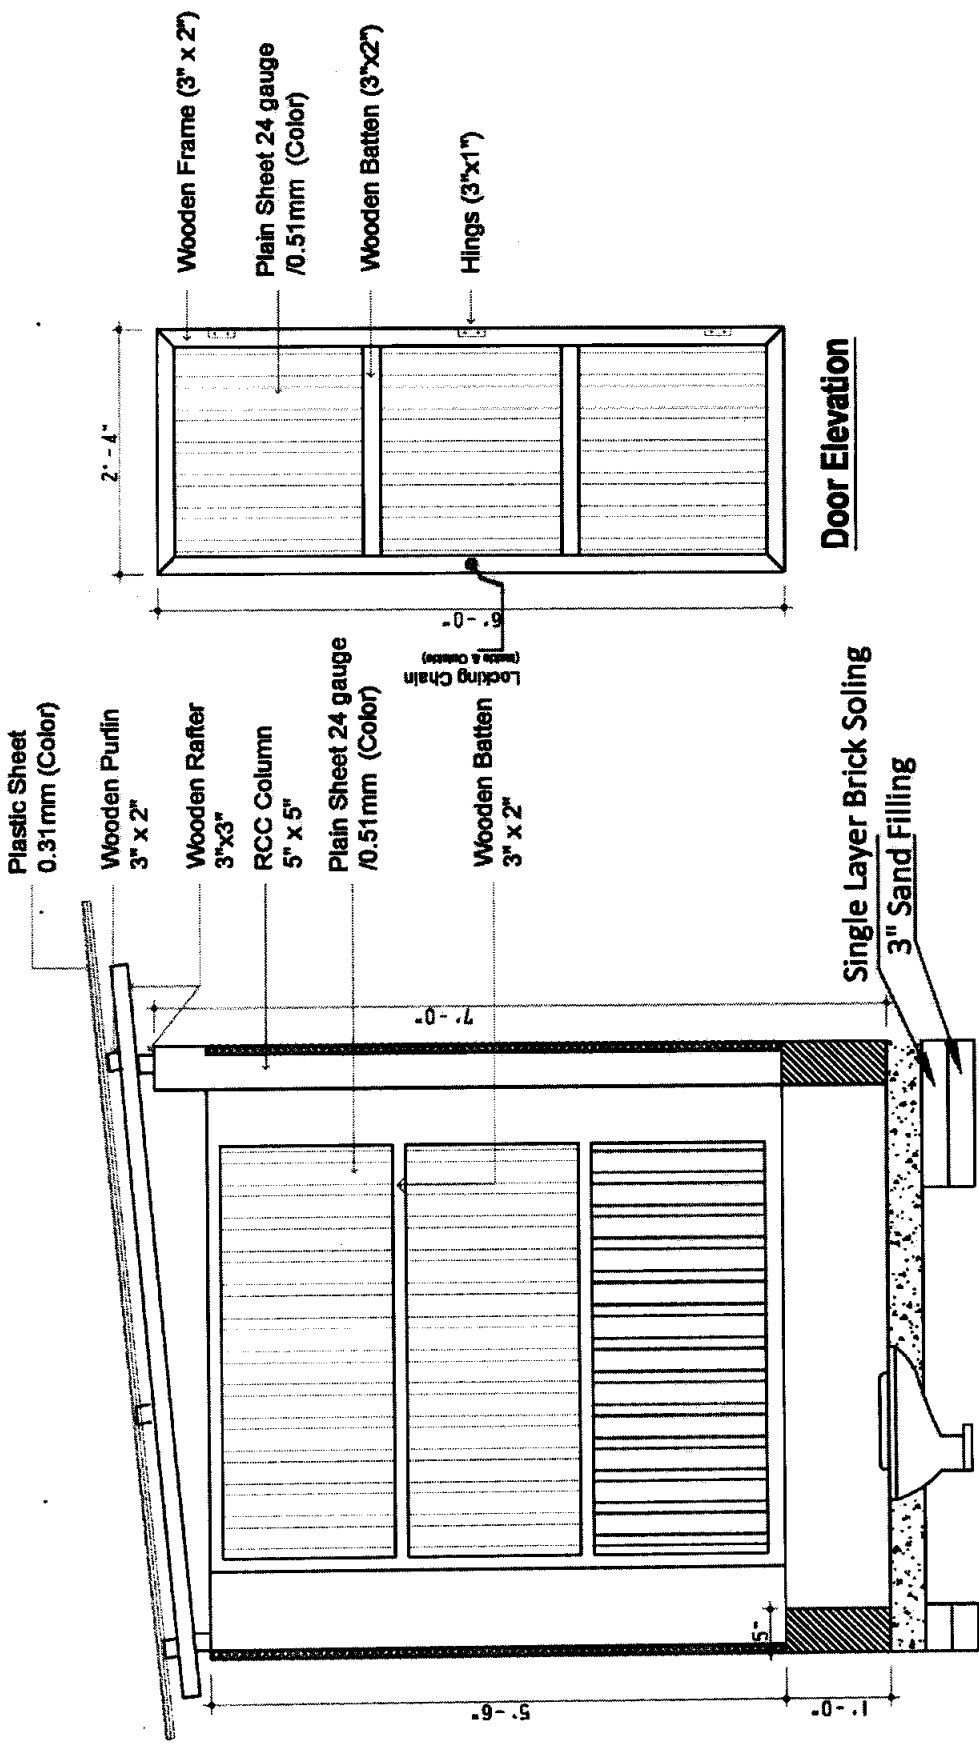 Plastic Sheet
0.31mm (Color)
Wooden Purlin
3" x 2"
Wooden Rafter
3"x3"
RCC Column
5" x 5"
Plain Sheet 24 gauge
/0.51mm (Color)
Wooden Batten
3" x 2"
7'-0"
5'-6"
1'-0"
5"
Single Layer Brick Soling
3" Sand Filling
2'-4"
6'-0"
Wooden Frame (3" x 2")
Plain Sheet 24 gauge
/0.51mm (Color)
Wooden Batten (3"x2")
Hings (3"x1")
Locking Chain
(Inside & Outside)
Door Elevation